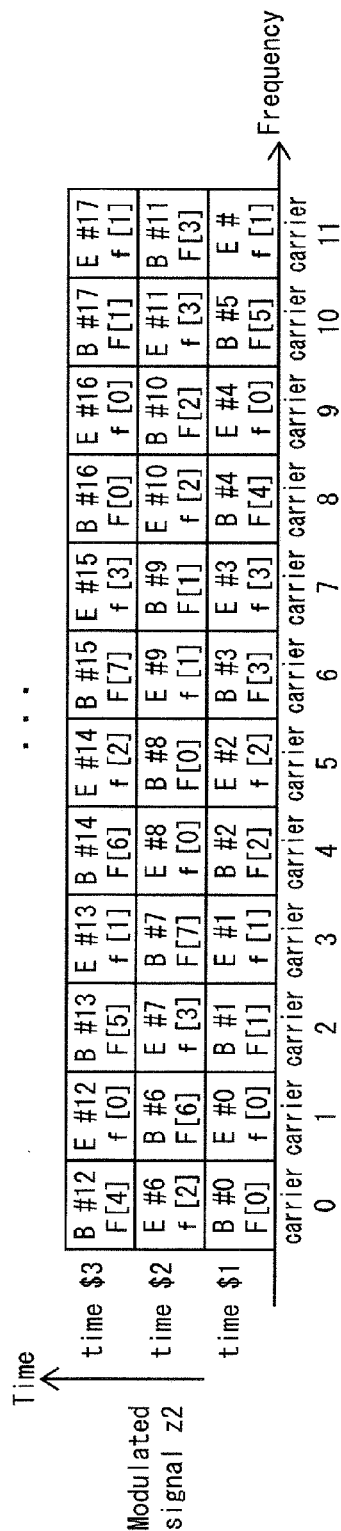 Time
Modulated
signal z2
. . .
time $3
B #12 E #12 B #13 E #13 B #14 E #14 B #15 E #15 B #16 E #16 B #17 E #17
F[4] f [0] F[5] f [1] F[6] f [2] F[7] f [3] F[0] f [0] F[1] f [1]
time $2
E #6 B #6 E #7 B #7 E #8 B #8 E #9 B #9 E #10 B #10 E #11 B #11
f [2] F[6] f [3] F[7] f [0] F[0] f [1] F[1] f [2] F[2] f [3] F[3]
time $1
B #0 E #0 B #1 E #1 B #2 E #2 B #3 E #3 B #4 E #4 B #5 E #
F[0] f [0] F[1] f [1] F[2] f [2] F[3] f [3] F[4] f [0] F[5] f [1]
Frequency
carrier carrier carrier carrier carrier carrier carrier carrier carrier carrier carrier carrier
0 1 2 3 4 5 6 7 8 9 10 11